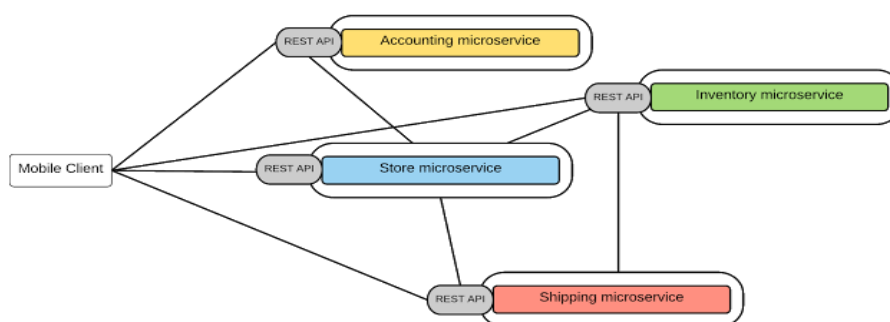 REST API
Accounting microservice
REST API
Inventory microservice
Mobile Client
REST API
Store microservice
REST API
Shipping microservice